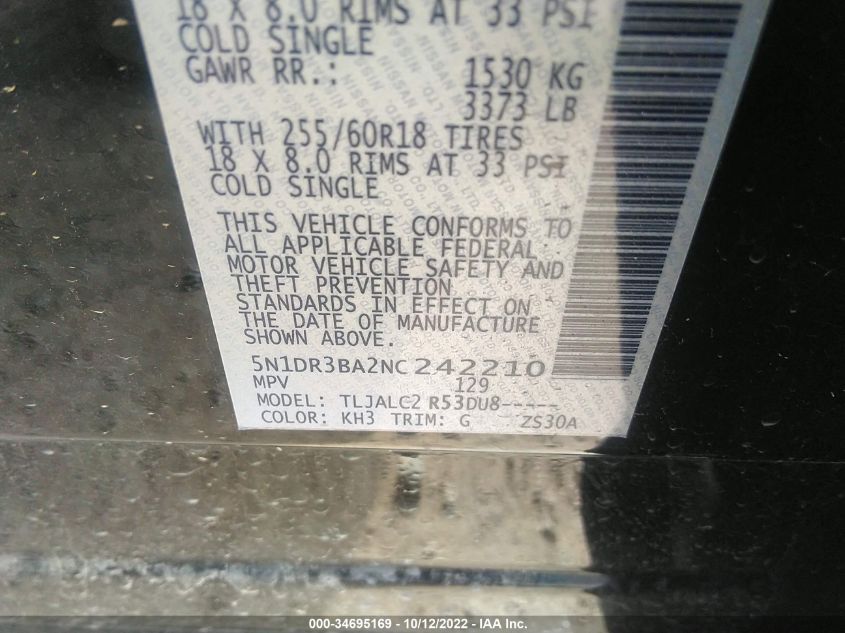 18 X 8.0 RIMS AT 33 PSI
COLD SINGLE
GAWR RR.: 1530 KG
3373 LB
WITH 255/60R18 TIRES
18 X 8.0 RIMS AT 33 PSI
COLD SINGLE
THIS VEHICLE CONFORMS TO
ALL APPLICABLE FEDERAL
MOTOR VEHICLE SAFETY AND
THEFT PREVENTION
STANDARDS IN EFFECT ON
THE DATE OF MANUFACTURE
SHOWN ABOVE.
5N1DR3BA2NC242210
MPV 129
MODEL: TLJALC2 R53DU8-----
COLOR: KH3 TRIM: G ZS30A
000-34695169 - 10/12/2022 - IAA Inc.